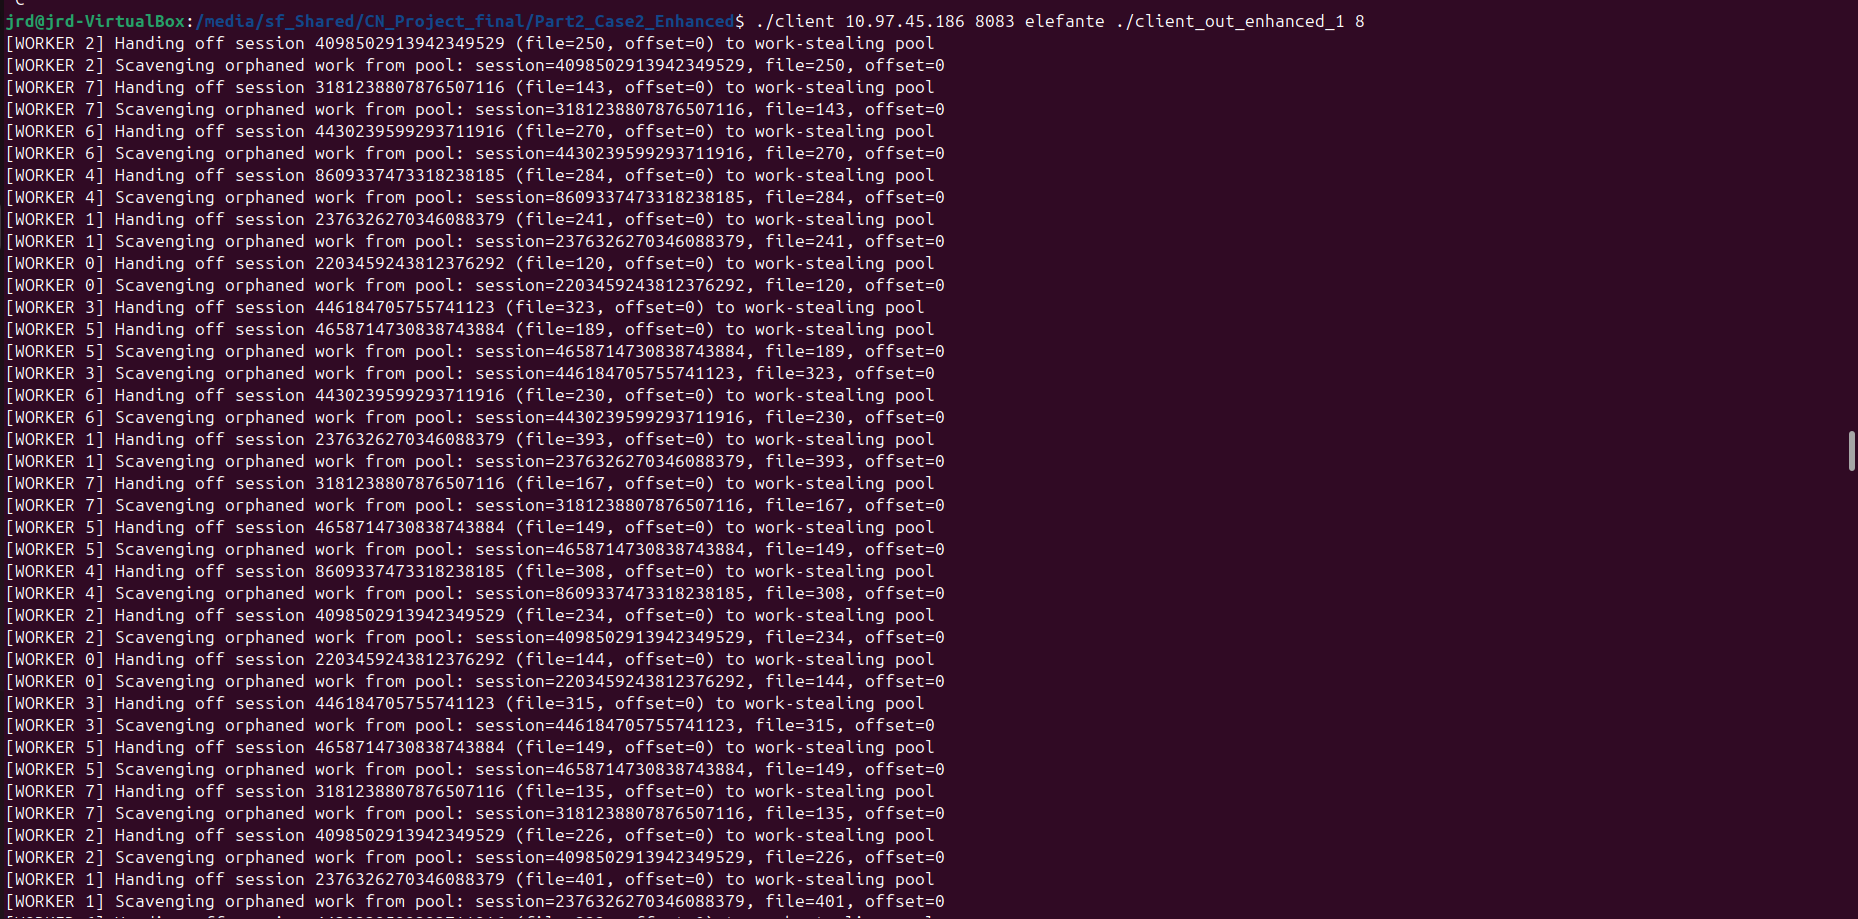 jrd@jrd-VirtualBox:/media/sf_Shared/CN_Project_final/Part2_Case2_Enhanced$ ./client 10.97.45.186 8083 elefante ./client_out_enhanced_1 8
[WORKER 2] Handing off session 4098502913942349529 (file=250, offset=0) to work-stealing pool
[WORKER 2] Scavenging orphaned work from pool: session=4098502913942349529, file=250, offset=0
[WORKER 7] Handing off session 3181238807876507116 (file=143, offset=0) to work-stealing pool
[WORKER 7] Scavenging orphaned work from pool: session=3181238807876507116, file=143, offset=0
[WORKER 6] Handing off session 4430239599293711916 (file=270, offset=0) to work-stealing pool
[WORKER 6] Scavenging orphaned work from pool: session=4430239599293711916, file=270, offset=0
[WORKER 4] Handing off session 8609337473318238185 (file=284, offset=0) to work-stealing pool
[WORKER 4] Scavenging orphaned work from pool: session=8609337473318238185, file=284, offset=0
[WORKER 1] Handing off session 2376326270346088379 (file=241, offset=0) to work-stealing pool
[WORKER 1] Scavenging orphaned work from pool: session=2376326270346088379, file=241, offset=0
[WORKER 0] Handing off session 2203459243812376292 (file=120, offset=0) to work-stealing pool
[WORKER 0] Scavenging orphaned work from pool: session=2203459243812376292, file=120, offset=0
[WORKER 3] Handing off session 446184705755741123 (file=323, offset=0) to work-stealing pool
[WORKER 5] Handing off session 4658714730838743884 (file=189, offset=0) to work-stealing pool
[WORKER 5] Scavenging orphaned work from pool: session=4658714730838743884, file=189, offset=0
[WORKER 3] Scavenging orphaned work from pool: session=446184705755741123, file=323, offset=0
[WORKER 6] Handing off session 4430239599293711916 (file=230, offset=0) to work-stealing pool
[WORKER 6] Scavenging orphaned work from pool: session=4430239599293711916, file=230, offset=0
[WORKER 1] Handing off session 2376326270346088379 (file=393, offset=0) to work-stealing pool
[WORKER 1] Scavenging orphaned work from pool: session=2376326270346088379, file=393, offset=0
[WORKER 7] Handing off session 3181238807876507116 (file=167, offset=0) to work-stealing pool
[WORKER 7] Scavenging orphaned work from pool: session=3181238807876507116, file=167, offset=0
[WORKER 5] Handing off session 4658714730838743884 (file=149, offset=0) to work-stealing pool
[WORKER 5] Scavenging orphaned work from pool: session=4658714730838743884, file=149, offset=0
[WORKER 4] Handing off session 8609337473318238185 (file=308, offset=0) to work-stealing pool
[WORKER 4] Scavenging orphaned work from pool: session=8609337473318238185, file=308, offset=0
[WORKER 2] Handing off session 4098502913942349529 (file=234, offset=0) to work-stealing pool
[WORKER 2] Scavenging orphaned work from pool: session=4098502913942349529, file=234, offset=0
[WORKER 0] Handing off session 2203459243812376292 (file=144, offset=0) to work-stealing pool
[WORKER 0] Scavenging orphaned work from pool: session=2203459243812376292, file=144, offset=0
[WORKER 3] Handing off session 446184705755741123 (file=315, offset=0) to work-stealing pool
[WORKER 3] Scavenging orphaned work from pool: session=446184705755741123, file=315, offset=0
[WORKER 5] Handing off session 4658714730838743884 (file=149, offset=0) to work-stealing pool
[WORKER 5] Scavenging orphaned work from pool: session=4658714730838743884, file=149, offset=0
[WORKER 7] Handing off session 3181238807876507116 (file=135, offset=0) to work-stealing pool
[WORKER 7] Scavenging orphaned work from pool: session=3181238807876507116, file=135, offset=0
[WORKER 2] Handing off session 4098502913942349529 (file=226, offset=0) to work-stealing pool
[WORKER 2] Scavenging orphaned work from pool: session=4098502913942349529, file=226, offset=0
[WORKER 1] Handing off session 2376326270346088379 (file=401, offset=0) to work-stealing pool
[WORKER 1] Scavenging orphaned work from pool: session=2376326270346088379, file=401, offset=0